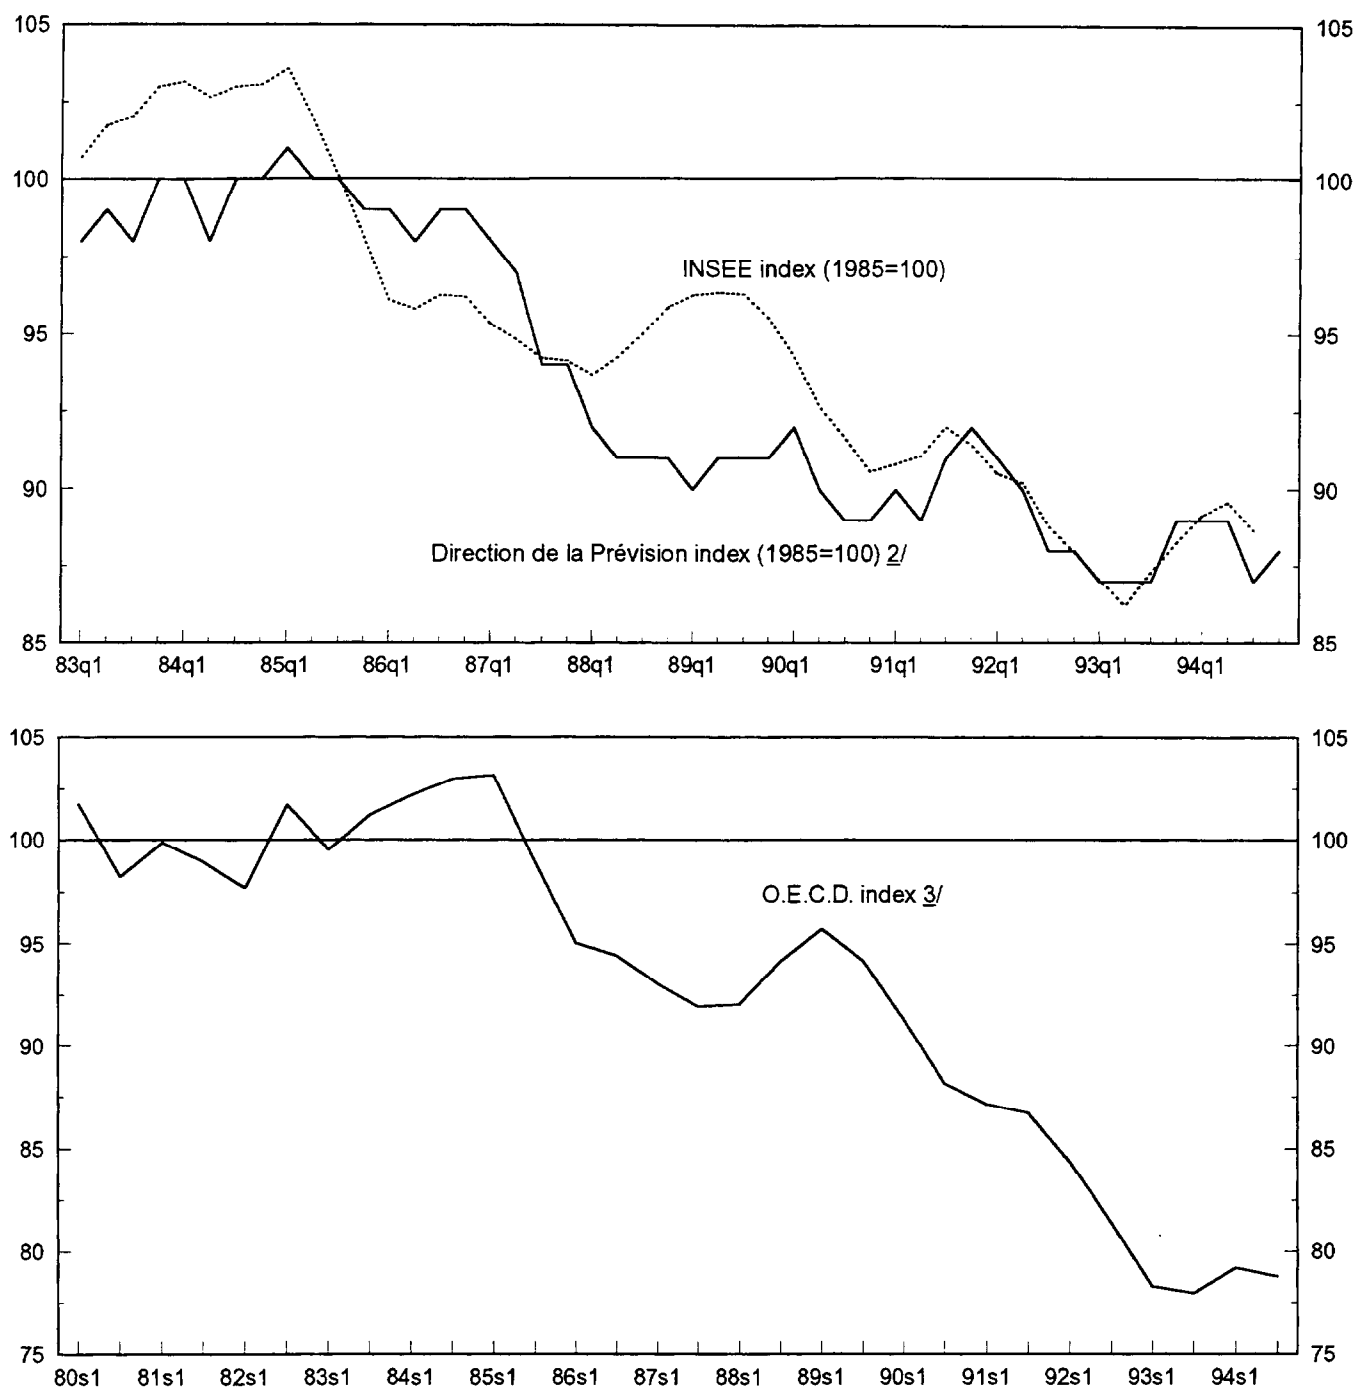 105 105
100 100
INSEE index (1985=100)
95 95
90 90
Direction de la Prévision index (1985=100) 2/
85 85
83q1 84q1 85q1 86q1 87q1 88q1 89q1 90q1 91q1 92q1 93q1 94q1
105 105
100 100
O.E.C.D. index 3/
95 95
90 90
85 85
80 80
75 75
80s1 81s1 82s1 83s1 84s1 85s1 86s1 87s1 88s1 89s1 90s1 91s1 92s1 93s1 94s1